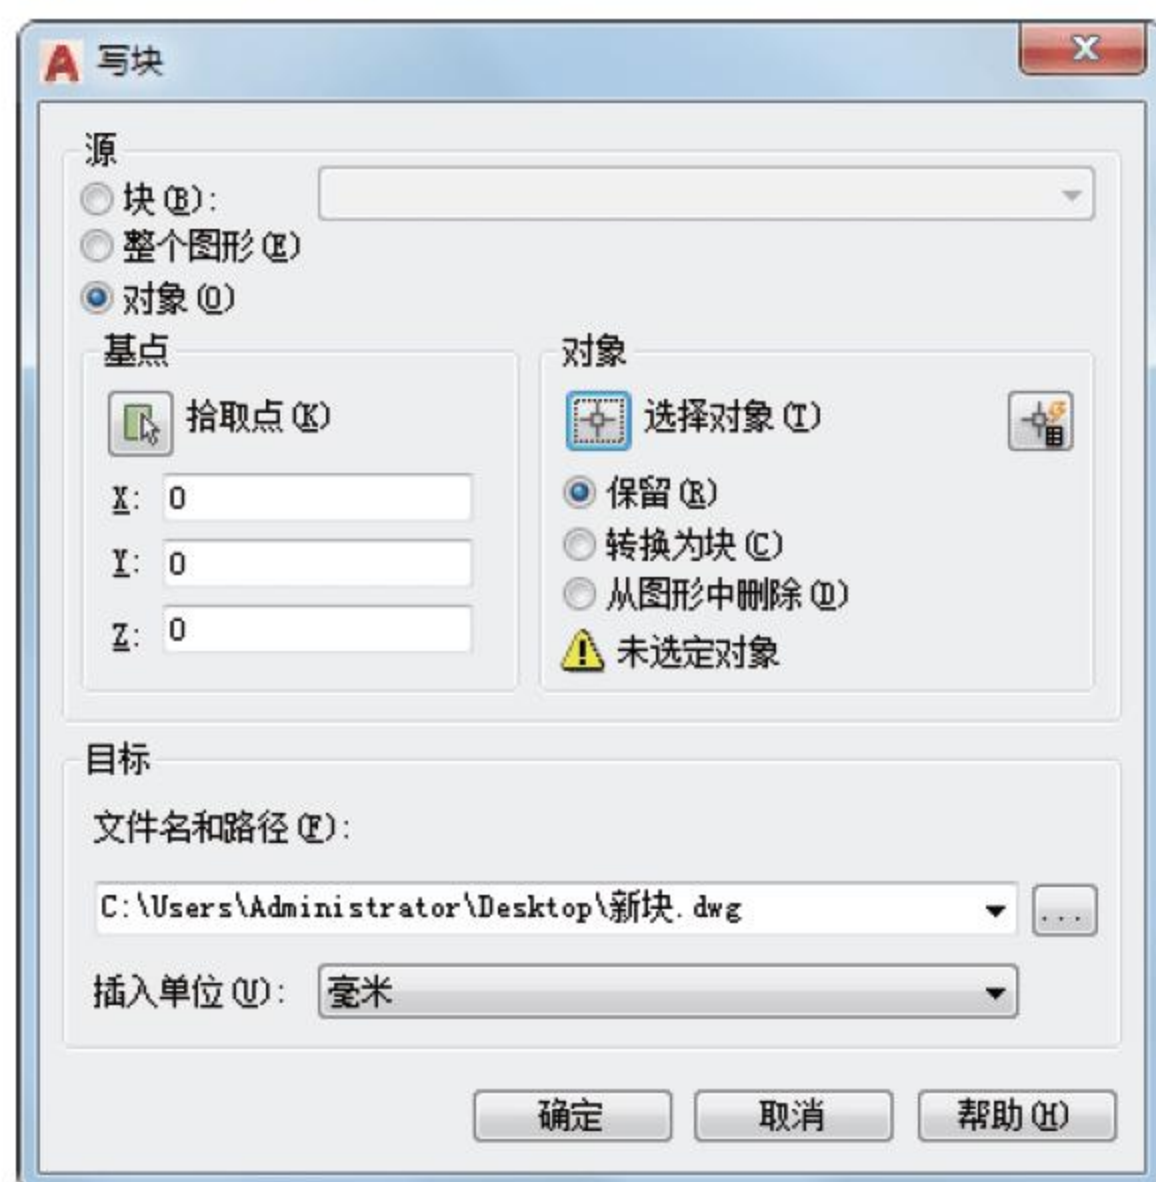 写块
源
块(B):
整个图形(E)
对象(O)
基点
拾取点(K)
X: 0
Y: 0
Z: 0
对象
选择对象(T)
保留(R)
转换为块(C)
从图形中删除(D)
未选定对象
目标
文件名和路径(F):
C:\Users\Administrator\Desktop\新块.dwg
...
插入单位(U): 毫米
确定 取消 帮助(H)